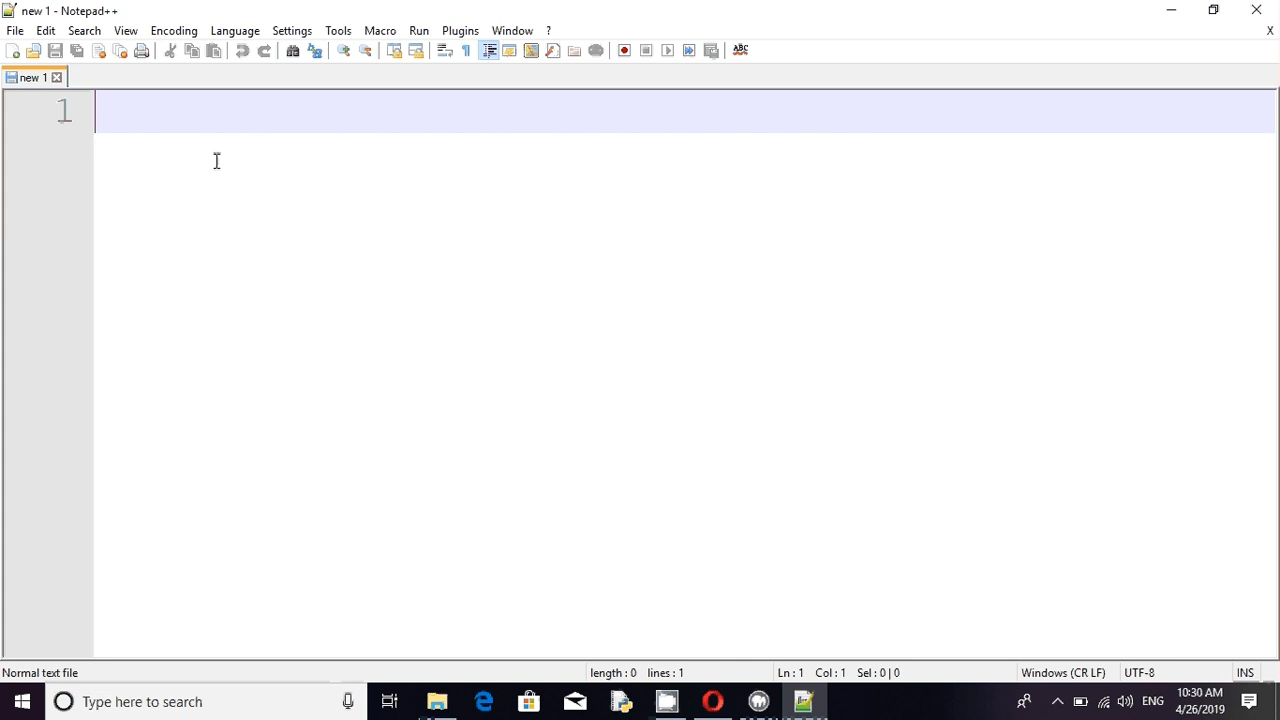 new 1 - Notepad++
File Edit Search View Encoding Language Settings Tools Macro Run Plugins Window ? X
ABC
new 1
1
Normal text file length : 0 lines : 1 Ln : 1 Col : 1 Sel : 0 | 0 Windows (CR LF) UTF-8 INS
Type here to search ENG 10:30 AM
4/26/2019